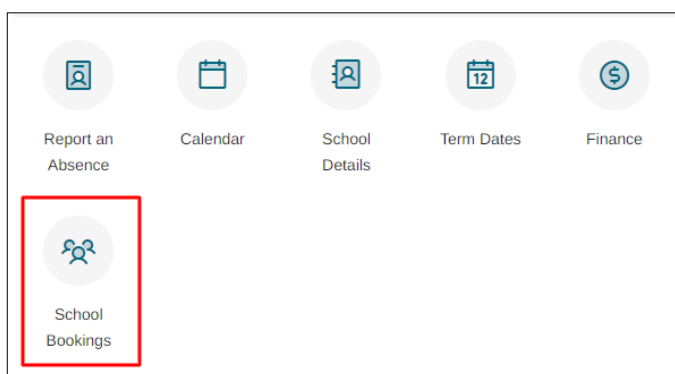 12
$
Report an
Absence
Calendar
School
Details
Term Dates
Finance
School
Bookings